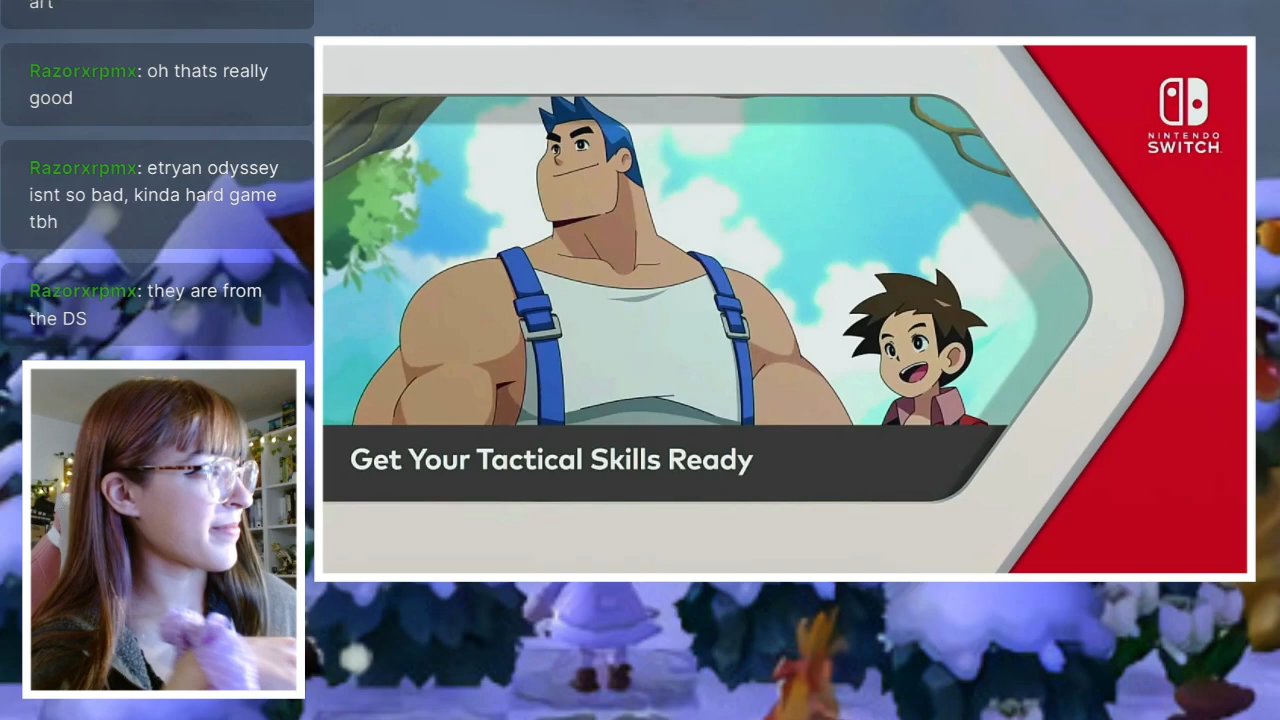 art
Razorxrpmx: oh thats really
good
Razorxrpmx: etryan odyssey
isnt so bad, kinda hard game
tbh
Razorxrpmx: they are from
the DS
NINTENDO
SWITCH
Get Your Tactical Skills Ready